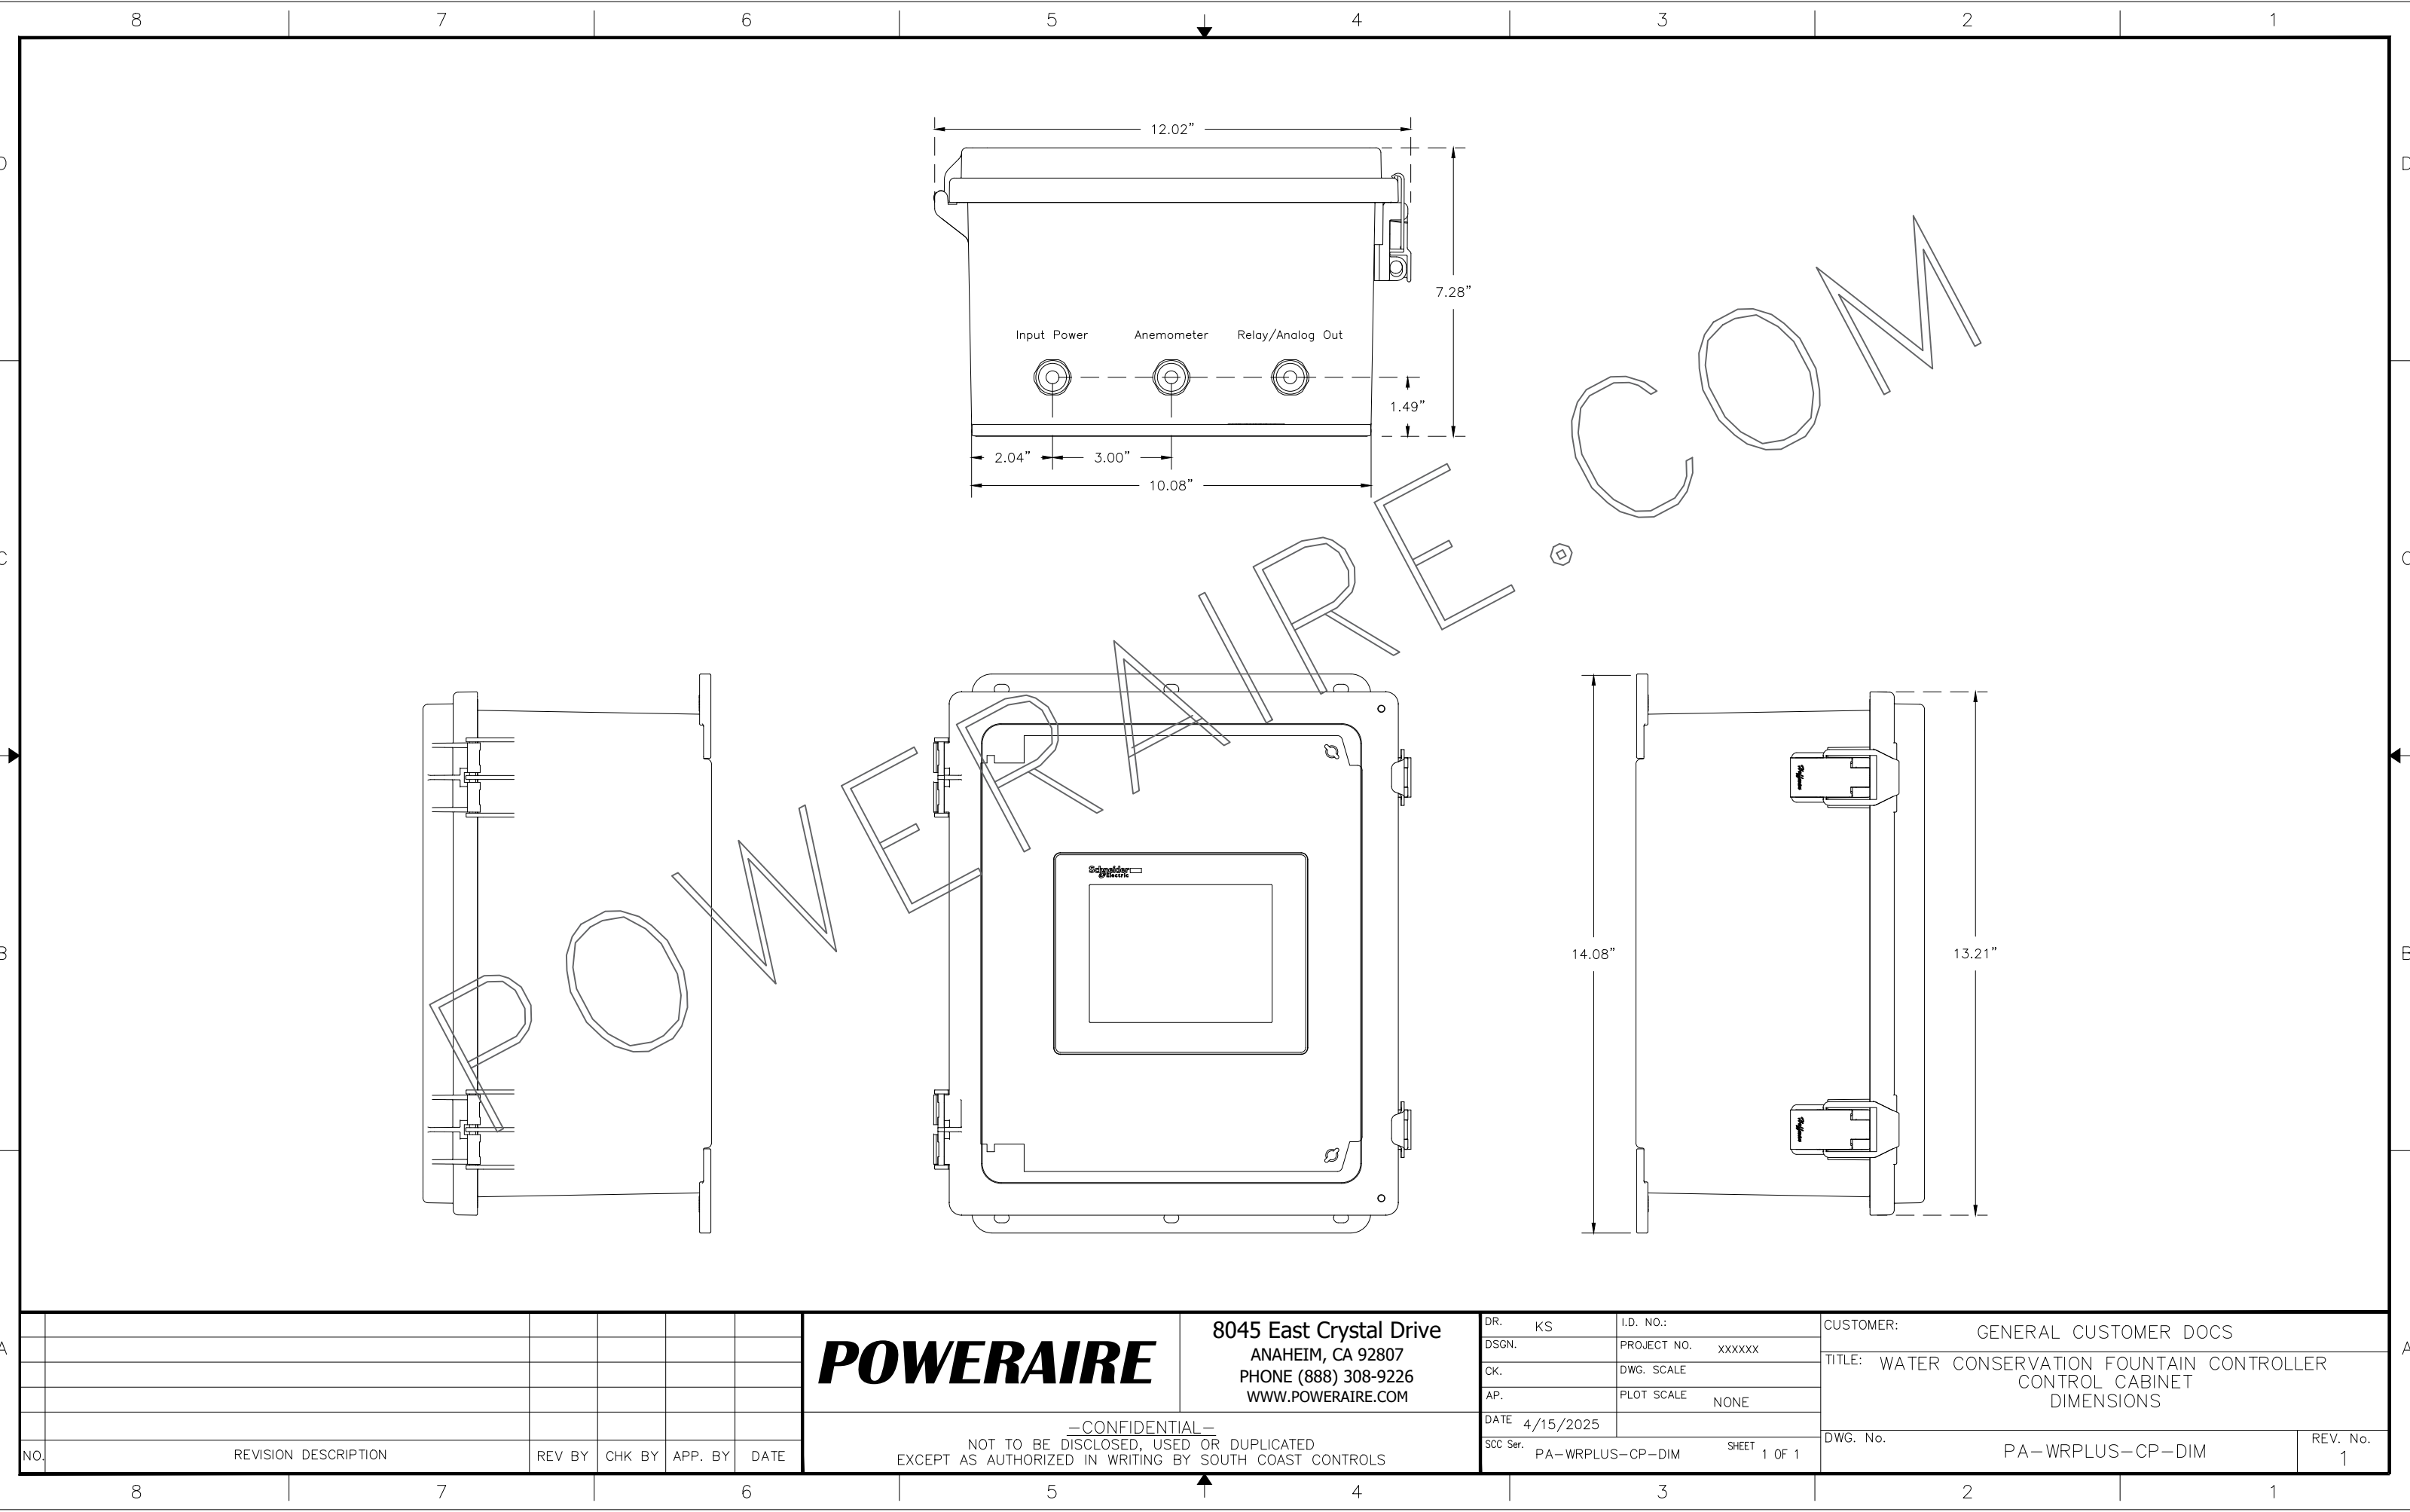 8 7 6 5 4 3 2 1
D D
12.02"
7.28"
Input Power Anemometer Relay/Analog Out
1.49"
2.04" 3.00"
10.08"
C C
POWERAIRE.COM
Schneider
Electric
Hoffman
14.08" 13.21"
B B
Hoffman
A A
POWERAIRE
8045 East Crystal Drive
ANAHEIM, CA 92807
PHONE (888) 308-9226
WWW.POWERAIRE.COM
-CONFIDENTIAL-
NOT TO BE DISCLOSED, USED OR DUPLICATED
EXCEPT AS AUTHORIZED IN WRITING BY SOUTH COAST CONTROLS
NO. REVISION DESCRIPTION REV BY CHK BY APP. BY DATE
DR. KS I.D. NO.:
DSGN. PROJECT NO. XXXXXX
CK. DWG. SCALE
AP. PLOT SCALE NONE
DATE 4/15/2025
SCC Ser. PA-WRPLUS-CP-DIM SHEET 1 OF 1
CUSTOMER: GENERAL CUSTOMER DOCS
TITLE: WATER CONSERVATION FOUNTAIN CONTROLLER
CONTROL CABINET
DIMENSIONS
DWG. No. PA-WRPLUS-CP-DIM REV. No.
1
8 7 6 5 4 3 2 1